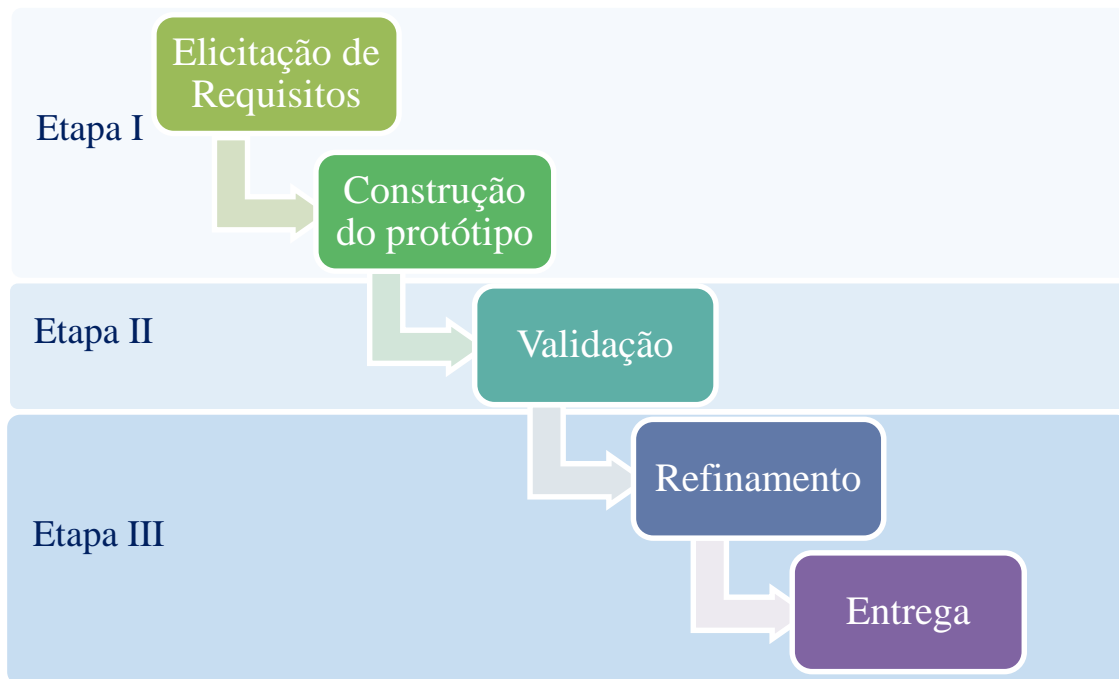 Etapa I
Elicitação de
Requisitos
Construção
do protótipo
Etapa II
Validação
Etapa III
Refinamento
Entrega